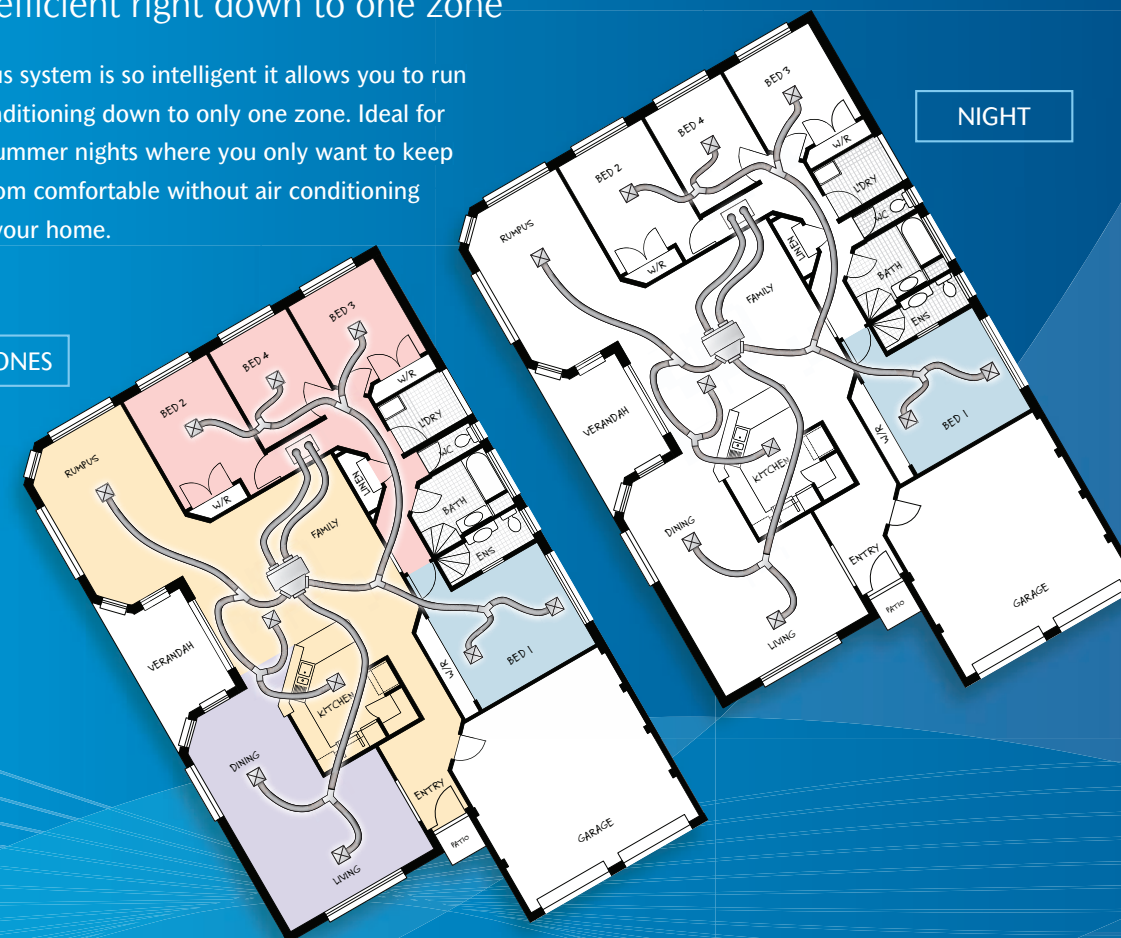 efficient right down to one zone
us system is so intelligent it allows you to run
nditioning down to only one zone. Ideal for
ummer nights where you only want to keep
om comfortable without air conditioning
your home.
NIGHT
BED 3
BED 4
BED 2
RUMPUS
W/R
W/R
L'DRY
WC
LINEN
BATH
ENS
FAMILY
VERANDAH
W/R
BED 1
KITCHEN
DINING
ENTRY
LIVING
PATIO
GARAGE
ONES
BED 3
BED 4
BED 2
RUMPUS
W/R
W/R
L'DRY
WC
LINEN
BATH
ENS
FAMILY
VERANDAH
W/R
BED 1
KITCHEN
DINING
ENTRY
LIVING
PATIO
GARAGE